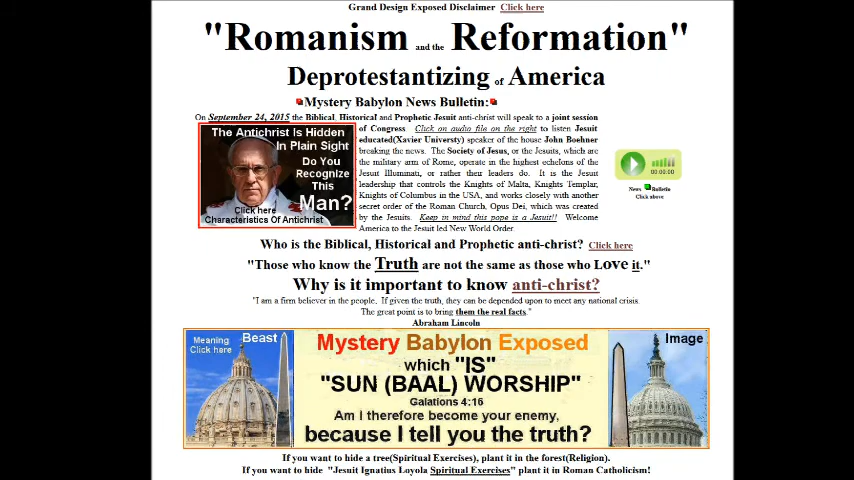 Grand Design Exposed Disclaimer Click here
"Romanism and the Reformation"
Deprotestantizing of America
Mystery Babylon News Bulletin:
On September 24, 2015 the Biblical, Historical and Prophetic Jesuit anti-christ will speak to a joint session
of Congress Click on an audio file on the right to listen Jesuit
educated(Xavier Universty) speaker of the house John Boehner
breaking the news. The Society of Jesus, or the Jesuits, which are
the military arm of Rome, operate in the highest echelons of the
Jesuit Illuminati, or rather their leaders do. It is the Jesuit
leadership that controls the Knights of Malta, Knights Templar,
Knights of Columbus in the USA, and works closely with another
secret order of the Roman Church, Opus Dei, which was created
by the Jesuits. Keep in mind this pope is a Jesuit!! Welcome
America to the Jesuit led New World Order.
The Antichrist Is Hidden
In Plain Sight
Do You
Recognize
This
Man?
Click here
Characteristics Of Antichrist
00:00:00
News Bulletin
Click above
Who is the Biblical, Historical and Prophetic anti-christ? Click here
"Those who know the Truth are not the same as those who Love it."
Why is it important to know anti-christ?
"I am a firm believer in the people. If given the truth, they can be depended upon to meet any national crisis.
The great point is to bring them the real facts."
Abraham Lincoln
Meaning
Click here
Beast
Mystery Babylon Exposed
which "IS"
"SUN (BAAL) WORSHIP"
Galations 4:16
Am I therefore become your enemy,
because I tell you the truth?
Image
If you want to hide a tree(Spiritual Exercises), plant it in the forest(Religion).
If you want to hide "Jesuit Ignatius Loyola Spiritual Exercises" plant it in Roman Catholicism!